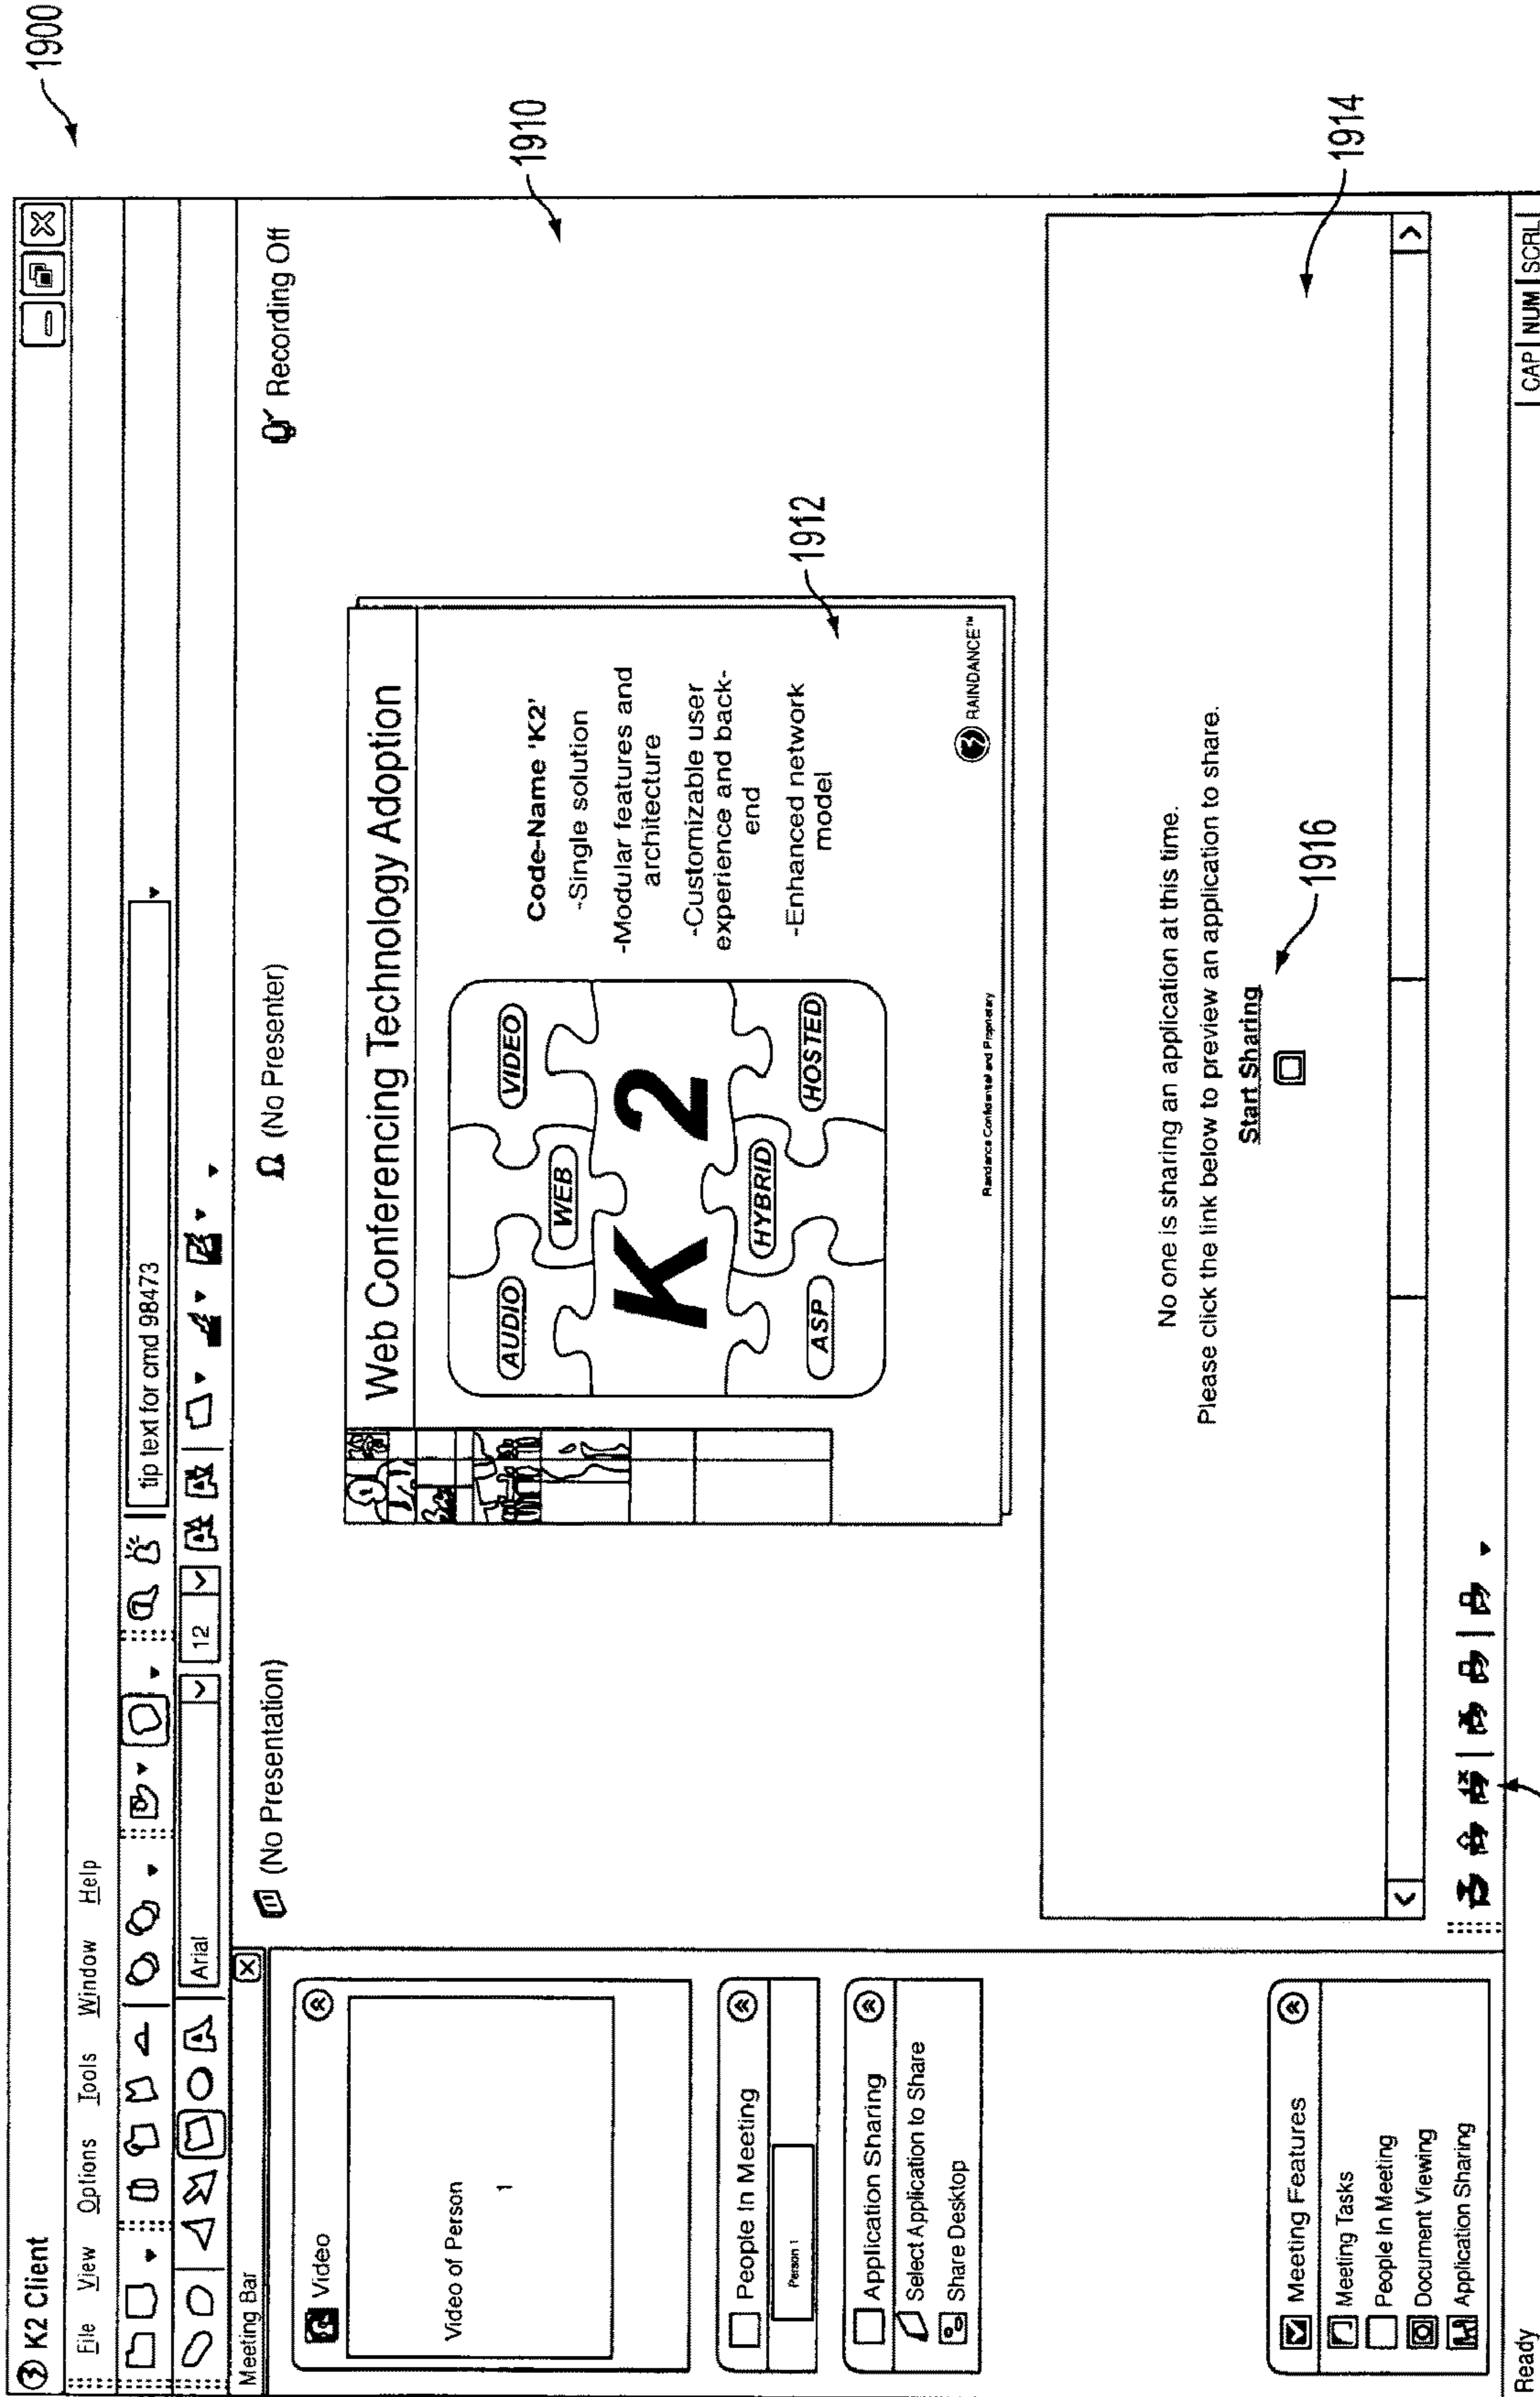 1900
K2 Client
File View Options Tools Window Help
tip text for cmd 98473
Arial 12
Meeting Bar
(No Presentation) (No Presenter) Recording Off
1910
Video
Video of Person
1
People In Meeting
Person 1
Application Sharing
Select Application to Share
Share Desktop
Meeting Features
Meeting Tasks
People In Meeting
Document Viewing
Application Sharing
Web Conferencing Technology Adoption
AUDIO
VIDEO
WEB
K 2
HYBRID
ASP
HOSTED
Code-Name 'K2'
-Single solution
-Modular features and
architecture
-Customizable user
experience and back-
end
-Enhanced network
model
1912
Raindance Confidential and Proprietary
RAINDANCE™
No one is sharing an application at this time.
Please click the link below to preview an application to share.
Start Sharing
1916
1914
Ready CAP NUM SCRL